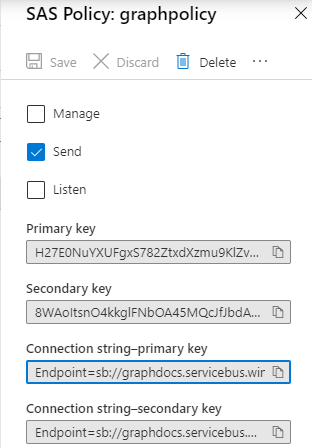 SAS Policy: graphpolicy
Save Discard Delete ...
Manage
Send
Listen
Primary key
H27E0NuYXUFgxS782ZtxdXzmu9KlZv...
Secondary key
8WAoItsnO4kkglFNbOA45MQcJfJbdA...
Connection string–primary key
Endpoint=sb://graphdocs.servicebus.wir
Connection string–secondary key
Endpoint=sb://graphdocs.servicebus....